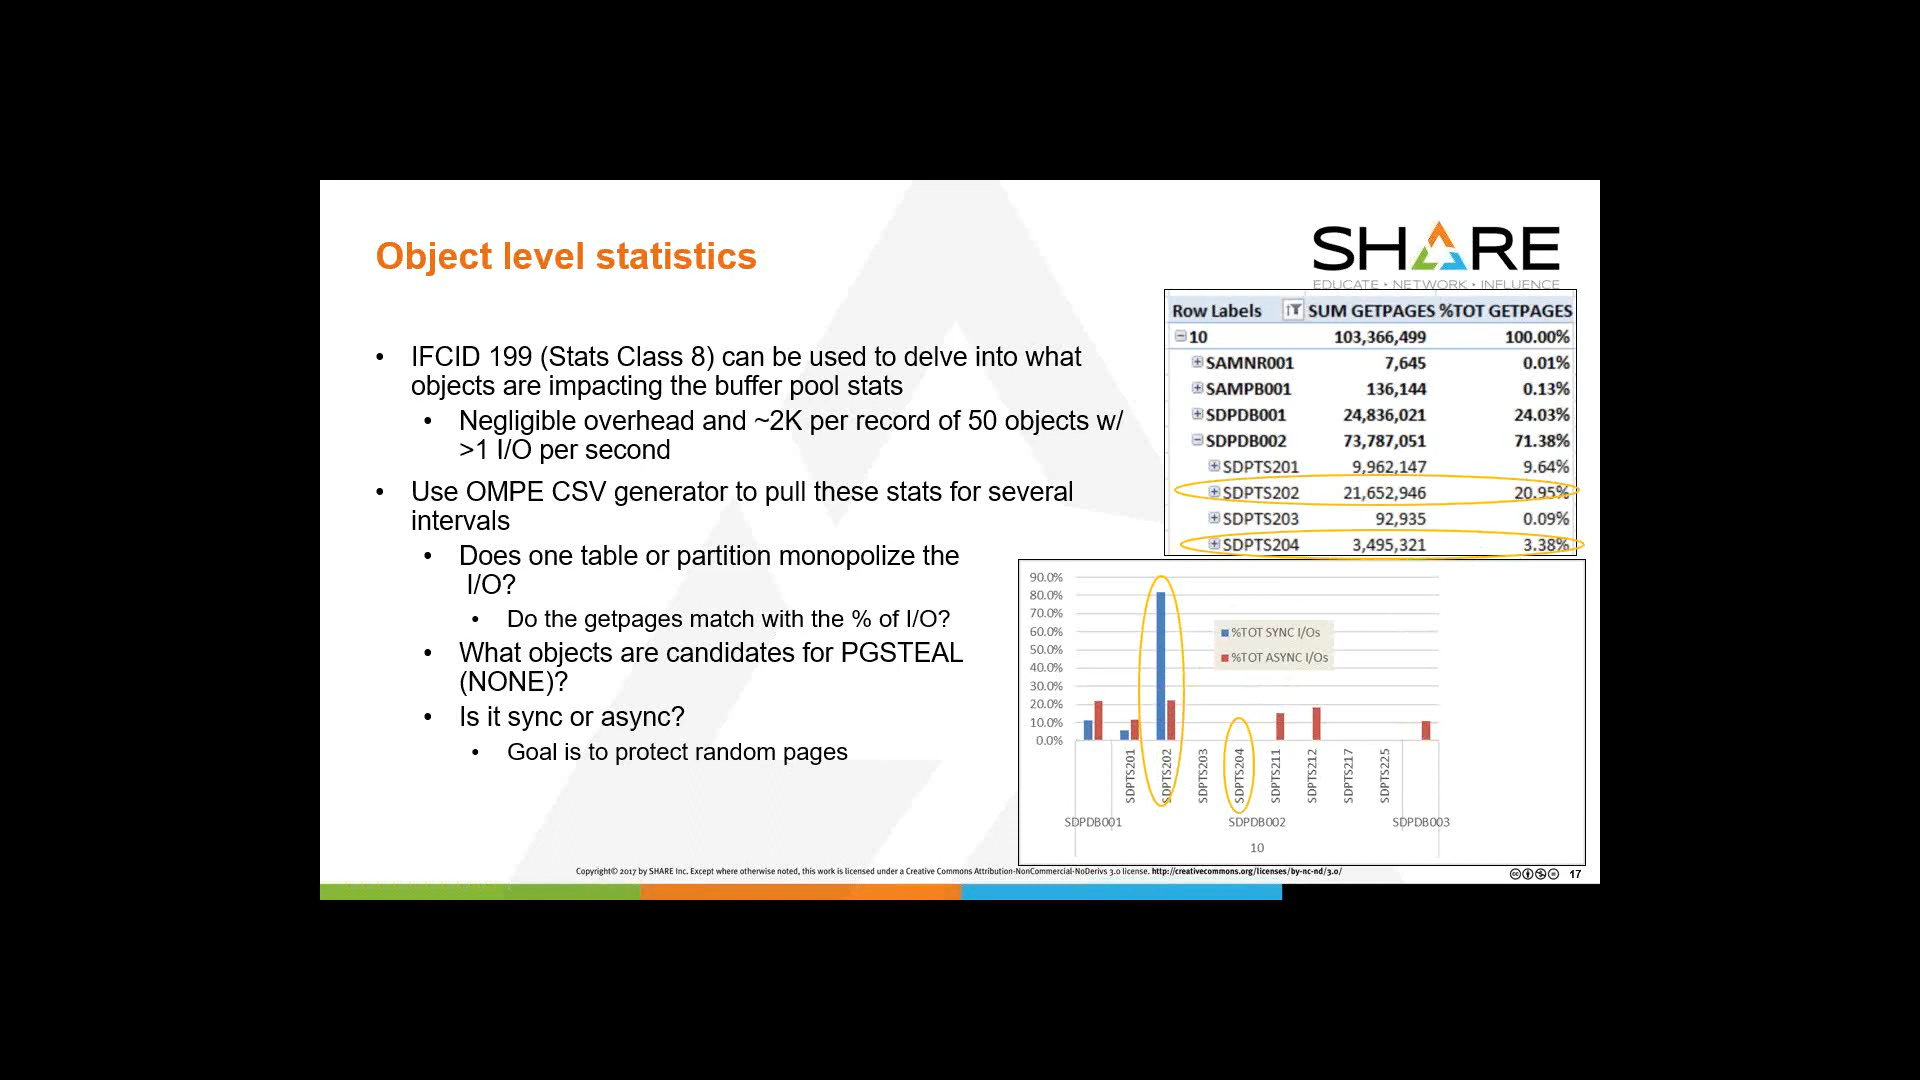 Object level statistics
SHARE
EDUCATE • NETWORK • INFLUENCE
• IFCID 199 (Stats Class 8) can be used to delve into what
objects are impacting the buffer pool stats
• Negligible overhead and ~2K per record of 50 objects w/
>1 I/O per second
• Use OMPE CSV generator to pull these stats for several
intervals
• Does one table or partition monopolize the
I/O?
• Do the getpages match with the % of I/O?
• What objects are candidates for PGSTEAL
(NONE)?
• Is it sync or async?
• Goal is to protect random pages
Row Labels SUM GETPAGES %TOT GETPAGES
10 103,366,499 100.00%
SAMNR001 7,645 0.01%
SAMPB001 136,144 0.13%
SDPDB001 24,836,021 24.03%
SDPDB002 73,787,051 71.38%
SDPTS201 9,962,147 9.64%
SDPTS202 21,652,946 20.95%
SDPTS203 92,935 0.09%
SDPTS204 3,495,321 3.38%
90.0%
80.0%
70.0%
60.0%
50.0%
40.0%
30.0%
20.0%
10.0%
0.0%
%TOT SYNC I/Os
%TOT ASYNC I/Os
SDPTS201
SDPTS202
SDPTS203
SDPTS204
SDPTS211
SDPTS212
SDPTS217
SDPTS225
SDPDB001 SDPDB002 SDPDB003
10
Copyright© 2017 by SHARE Inc. Except where otherwise noted, this work is licensed under a Creative Commons Attribution-NonCommercial-NoDerivs 3.0 license. http://creativecommons.org/licenses/by-nc-nd/3.0/
17